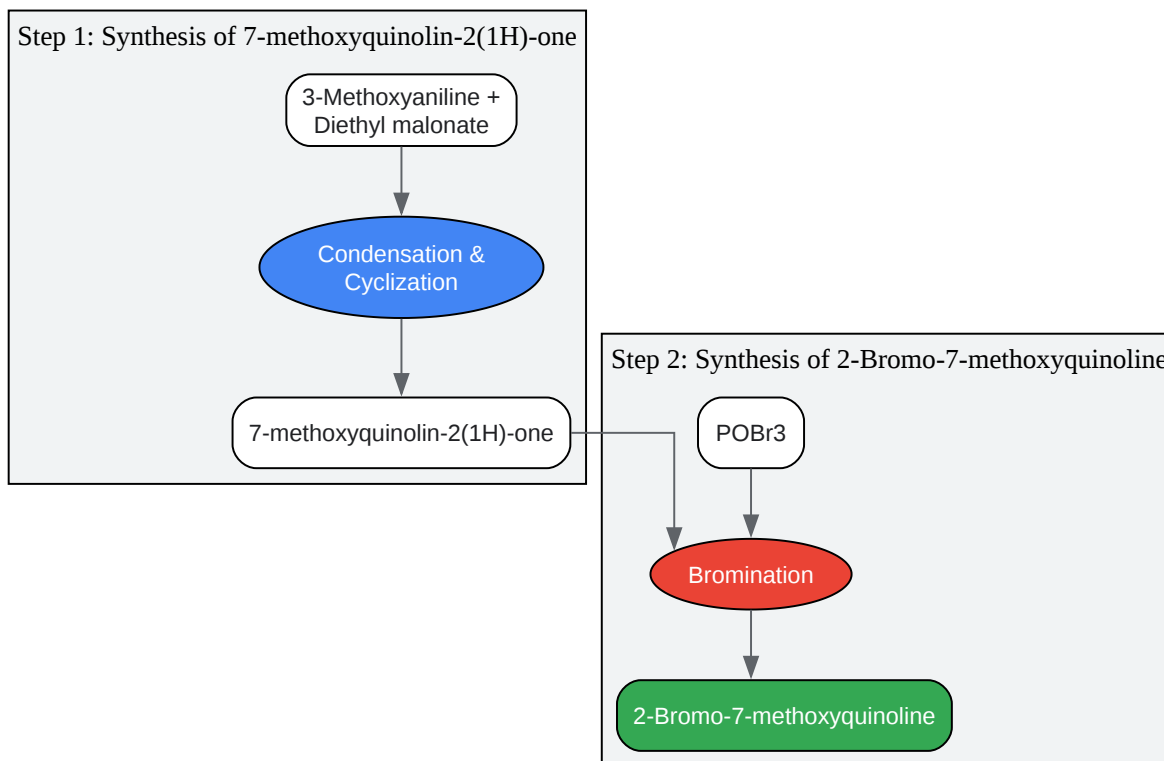 Step 1: Synthesis of 7-methoxyquinolin-2(1H)-one
3-Methoxyaniline +
Diethyl malonate
Condensation &
Cyclization
7-methoxyquinolin-2(1H)-one
Step 2: Synthesis of 2-Bromo-7-methoxyquinoline
POBr3
Bromination
2-Bromo-7-methoxyquinoline